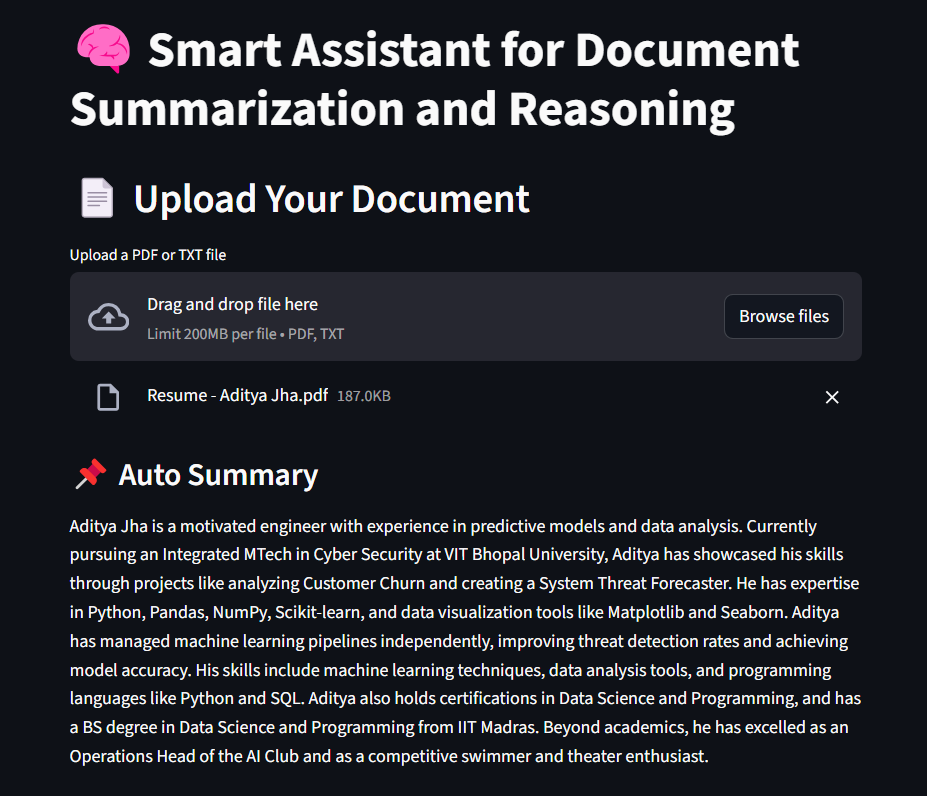 Smart Assistant for Document
Summarization and Reasoning
Upload Your Document
Upload a PDF or TXT file
Drag and drop file here
Limit 200MB per file • PDF, TXT
Browse files
Resume - Aditya Jha.pdf 187.0KB
Auto Summary
Aditya Jha is a motivated engineer with experience in predictive models and data analysis. Currently
pursuing an Integrated MTech in Cyber Security at VIT Bhopal University, Aditya has showcased his skills
through projects like analyzing Customer Churn and creating a System Threat Forecaster. He has expertise
in Python, Pandas, NumPy, Scikit-learn, and data visualization tools like Matplotlib and Seaborn. Aditya
has managed machine learning pipelines independently, improving threat detection rates and achieving
model accuracy. His skills include machine learning techniques, data analysis tools, and programming
languages like Python and SQL. Aditya also holds certifications in Data Science and Programming, and has
a BS degree in Data Science and Programming from IIT Madras. Beyond academics, he has excelled as an
Operations Head of the AI Club and as a competitive swimmer and theater enthusiast.